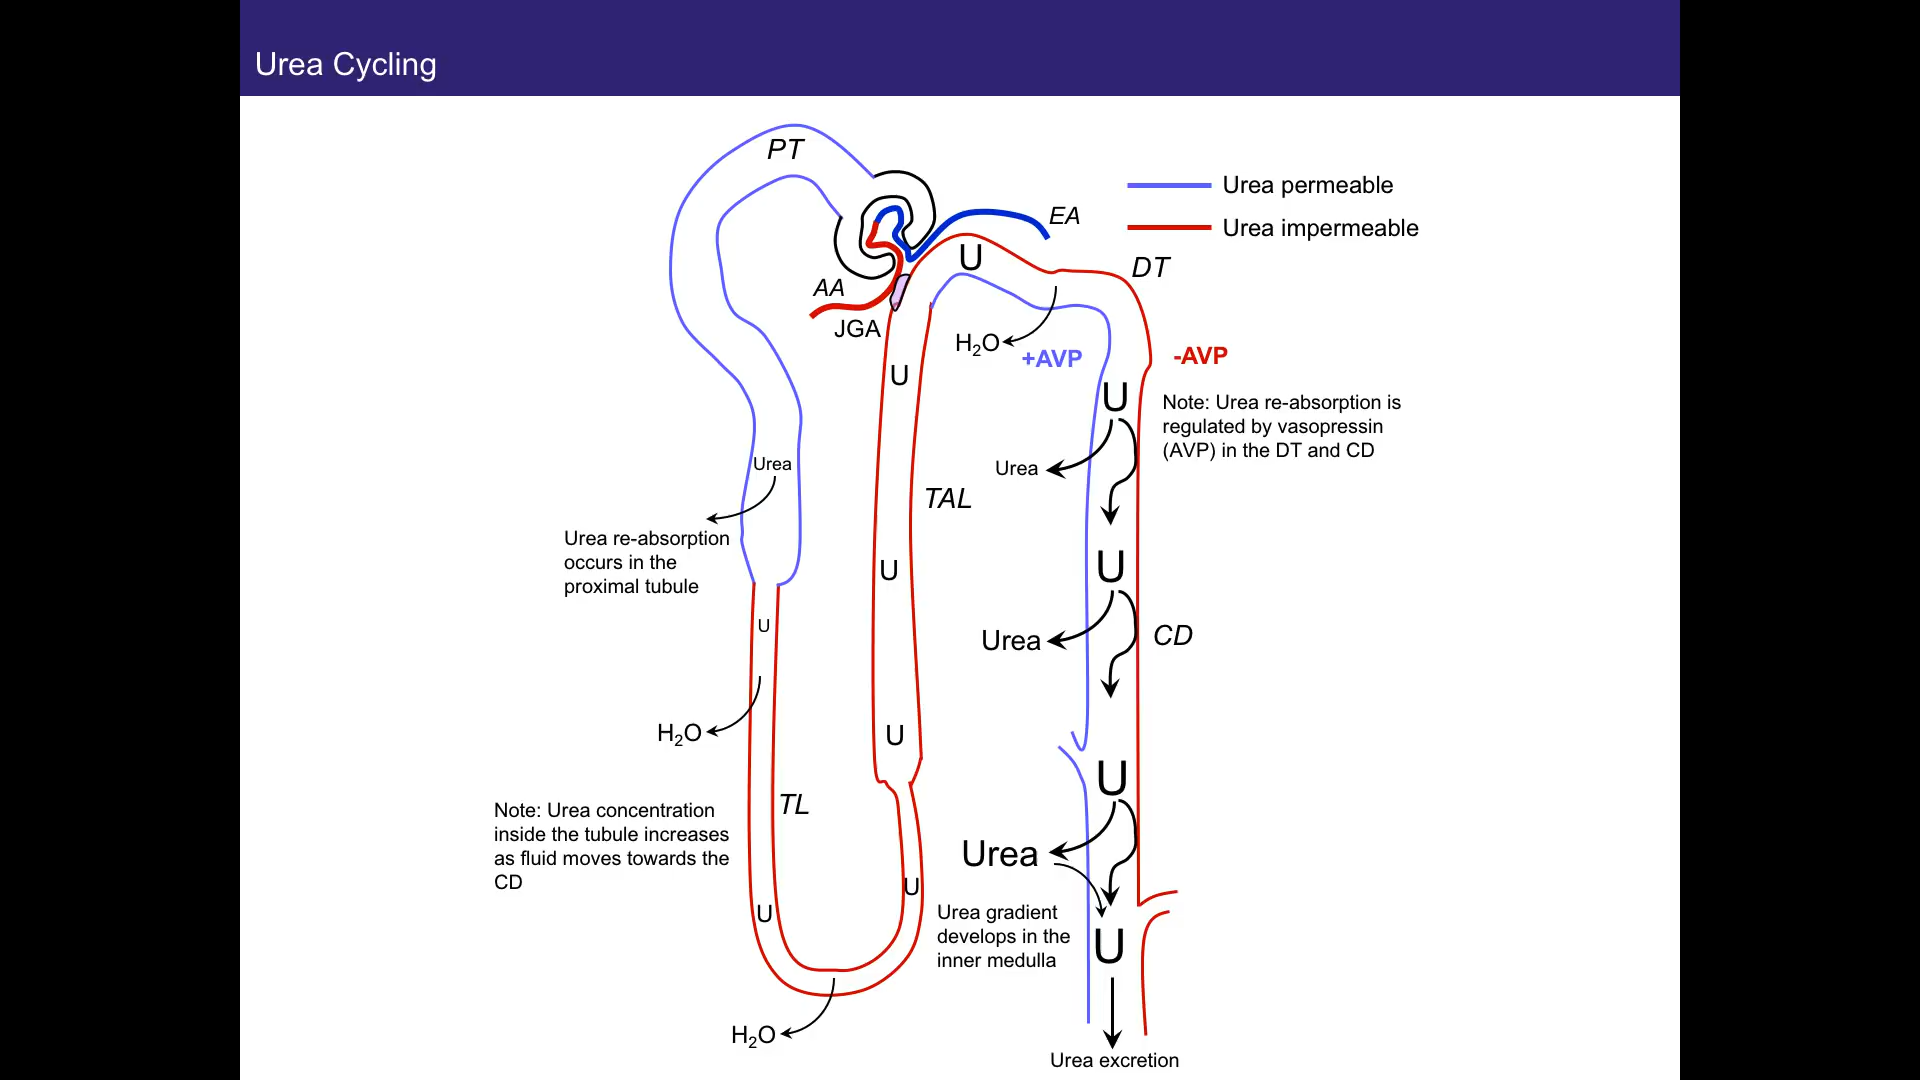 Urea Cycling
PT
Urea permeable
Urea impermeable
EA
U
DT
AA
JGA
H₂O
+AVP
-AVP
U
U
Note: Urea re-absorption is
regulated by vasopressin
(AVP) in the DT and CD
Urea
Urea
TAL
Urea re-absorption
occurs in the
proximal tubule
U
U
U
Urea
CD
H₂O
U
U
TL
Note: Urea concentration
inside the tubule increases
as fluid moves towards the
CD
Urea
U
U
Urea gradient
develops in the
inner medulla
U
H₂O
Urea excretion